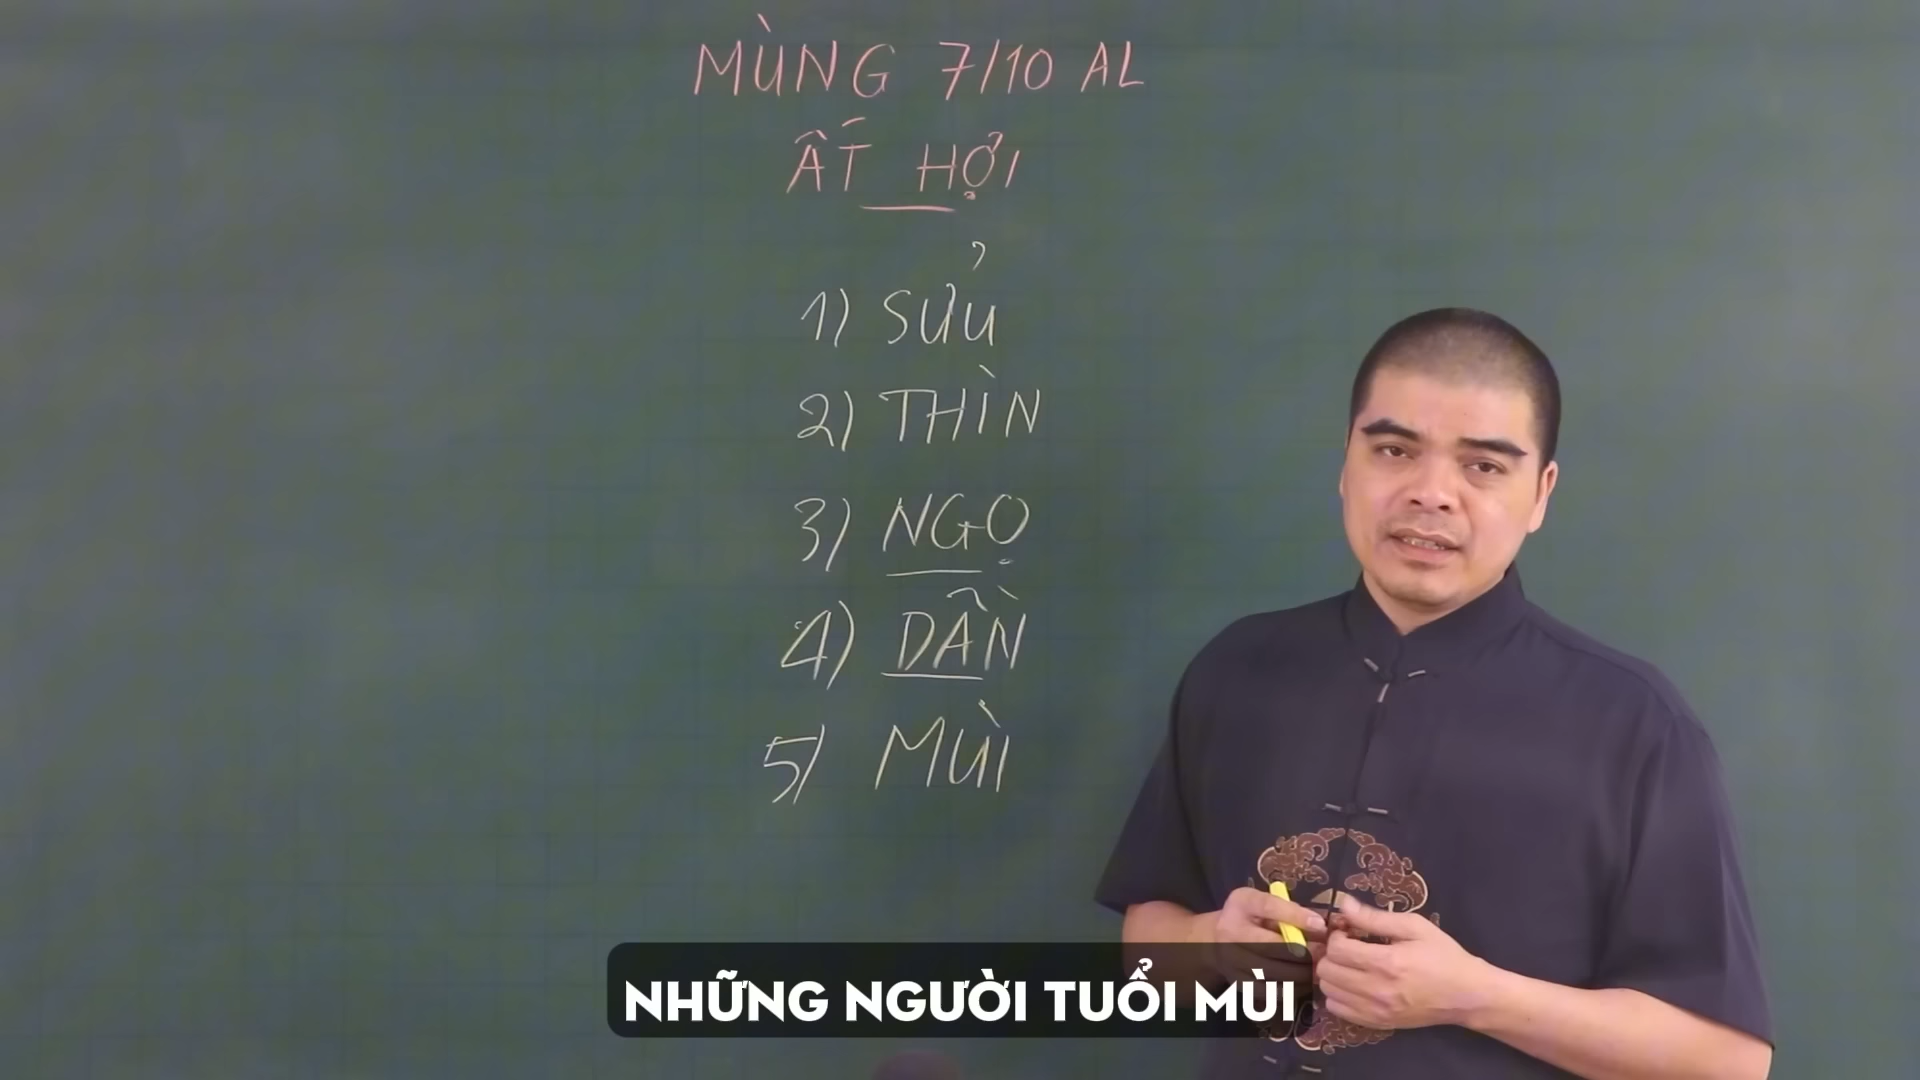 MÙNG 7/10 AL
ẤT HỢI
1) SỬU
2) THÌN
3) NGỌ
4) DẦN
5) MÙI
NHỮNG NGƯỜI TUỔI MÙI